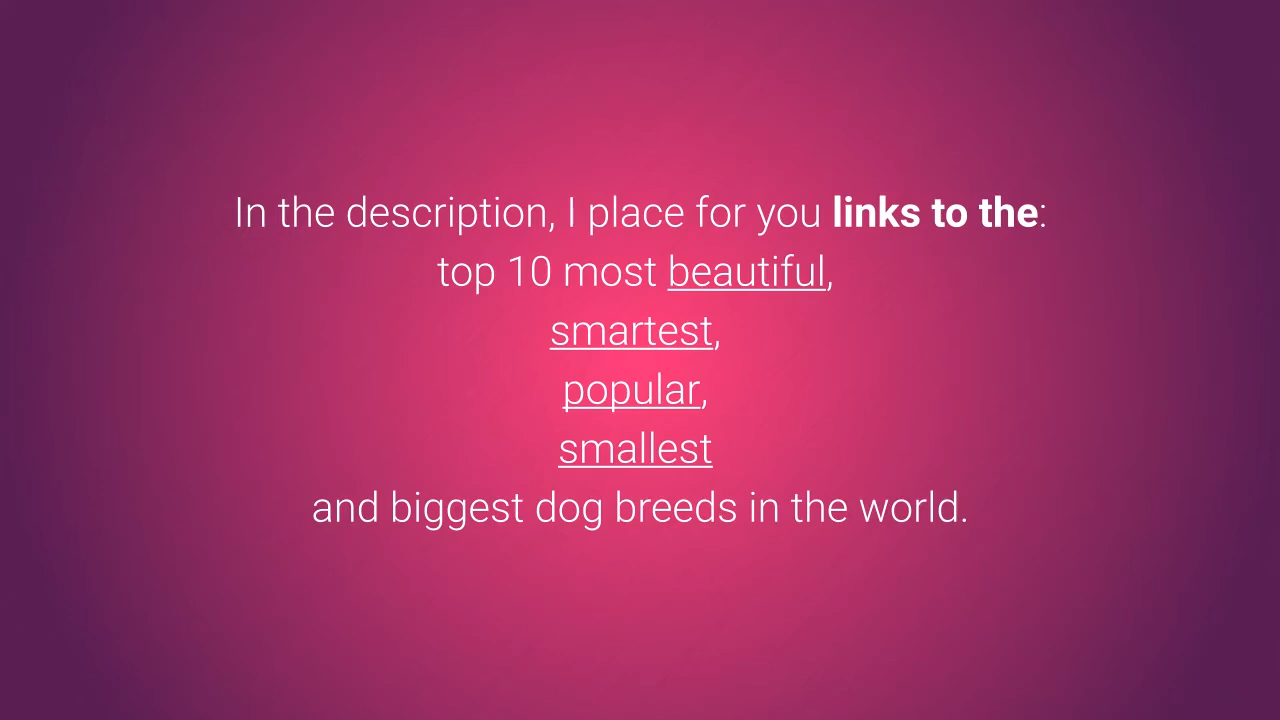 In the description, I place for you links to the:
top 10 most beautiful,
smartest,
popular,
smallest
and biggest dog breeds in the world.